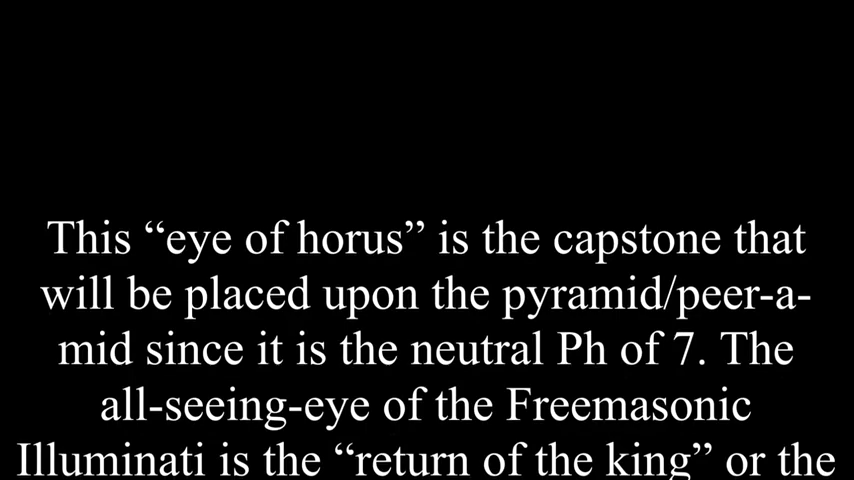 This “eye of horus” is the capstone that
will be placed upon the pyramid/peer-a-
mid since it is the neutral Ph of 7. The
all-seeing-eye of the Freemasonic
Illuminati is the “return of the king” or the